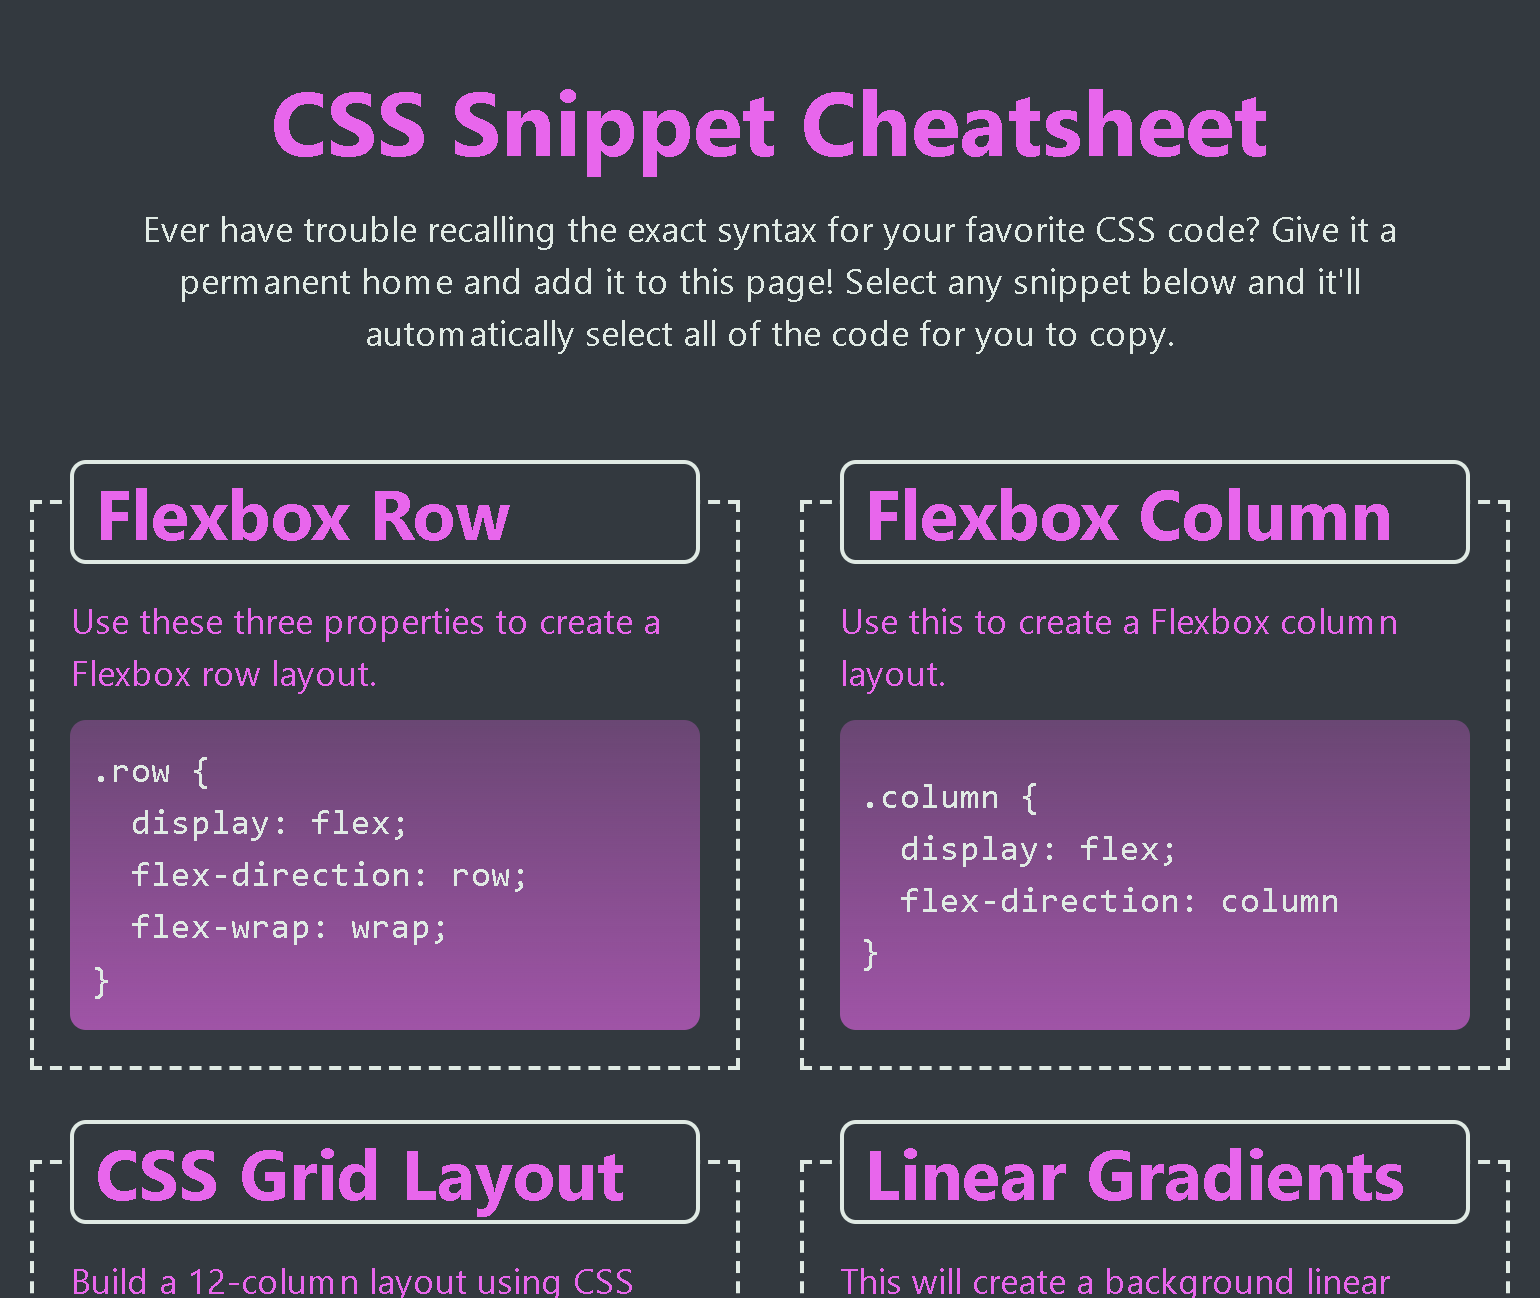 CSS Snippet Cheatsheet
Ever have trouble recalling the exact syntax for your favorite CSS code? Give it a
permanent home and add it to this page! Select any snippet below and it'll
automatically select all of the code for you to copy.
Flexbox Row
Use these three properties to create a
Flexbox row layout.
.row {
  display: flex;
  flex-direction: row;
  flex-wrap: wrap;
}
Flexbox Column
Use this to create a Flexbox column
layout.
.column {
  display: flex;
  flex-direction: column
}
CSS Grid Layout
Build a 12-column layout using CSS
Linear Gradients
This will create a background linear